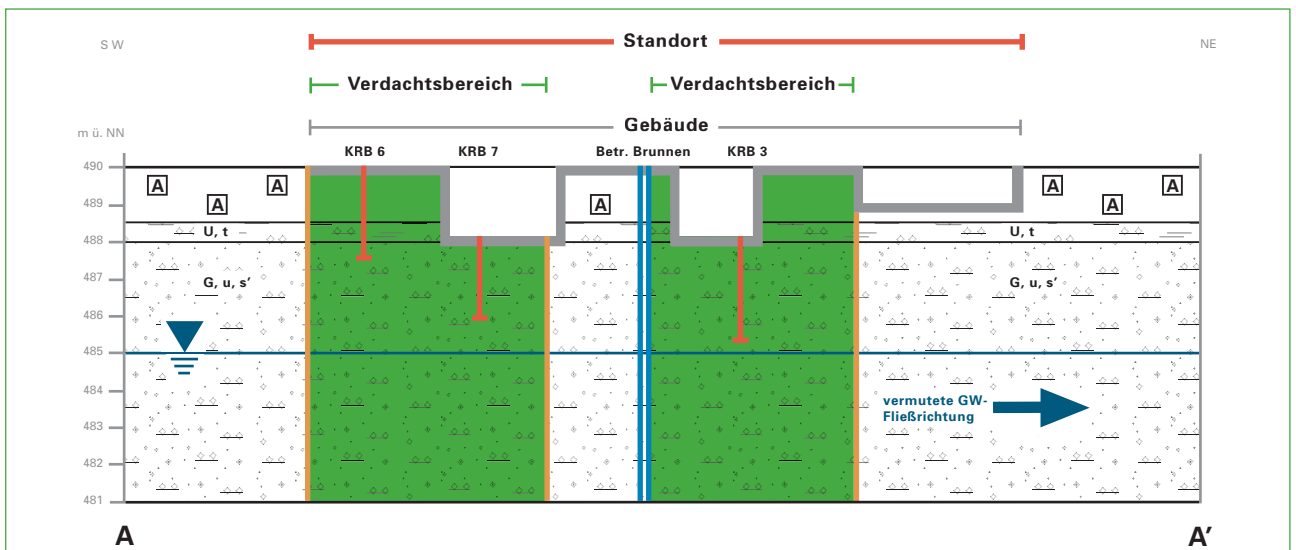 S W
Standort
NE
Verdachtsbereich
Verdachtsbereich
Gebäude
m ü. NN
KRB 6
KRB 7
Betr. Brunnen
KRB 3
490
A
A
A
A
489
A
A
A
U, t
U, t
488
487
G, u, s'
G, u, s'
486
485
484
vermutete GW-
Fließrichtung
483
482
481
A
A'